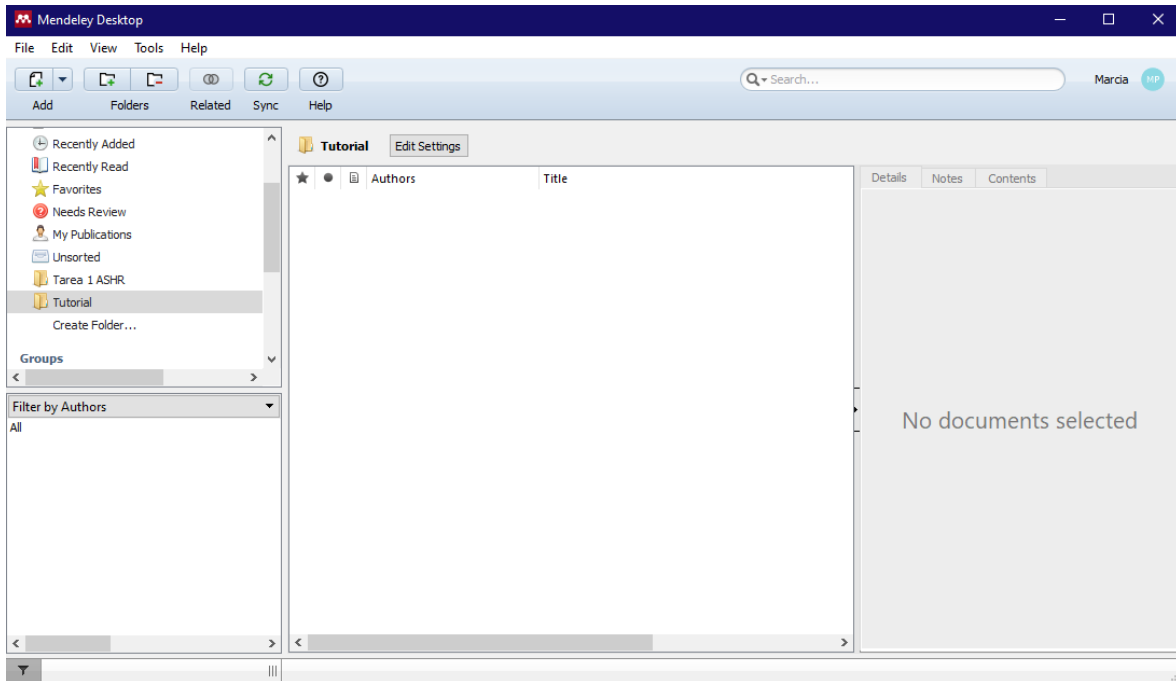 Mendeley Desktop
File Edit View Tools Help
Search...
Marcia MP
Add Folders Related Sync Help
Recently Added
Recently Read
Favorites
Needs Review
My Publications
Unsorted
Tarea 1 ASHR
Tutorial
Create Folder...
Groups
Filter by Authors
All
Tutorial Edit Settings
Authors Title
Details Notes Contents
No documents selected